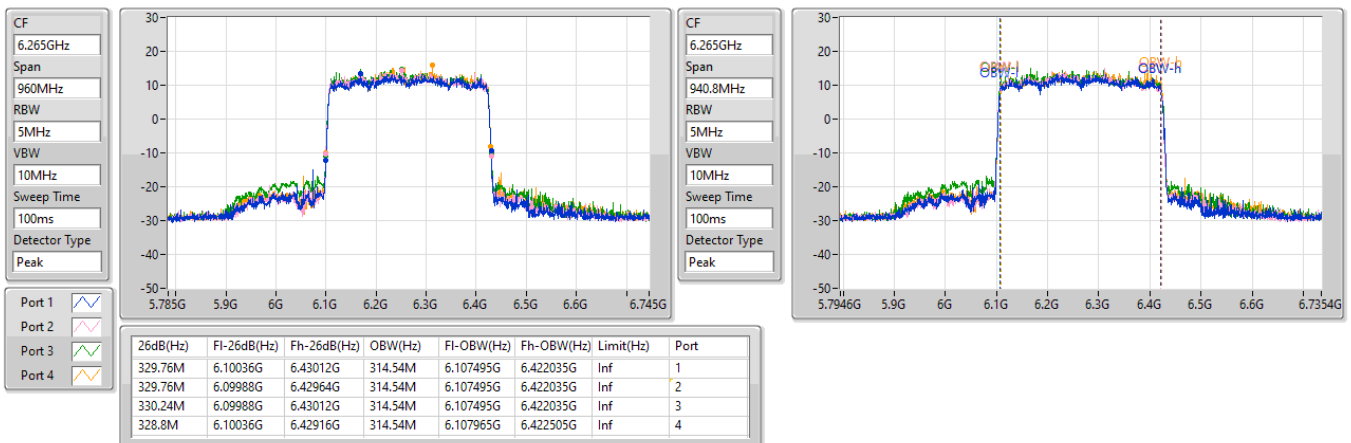 CF
6.265GHz
Span
960MHz
RBW
5MHz
VBW
10MHz
Sweep Time
100ms
Detector Type
Peak
30
20
10
0
-10
-20
-30
-40
-50
5.785G 5.9G 6G 6.1G 6.2G 6.3G 6.4G 6.5G 6.6G 6.745G
CF
6.265GHz
Span
940.8MHz
RBW
5MHz
VBW
10MHz
Sweep Time
100ms
Detector Type
Peak
30
20
10
0
-10
-20
-30
-40
-50
OBW-l OBW-h
5.7946G 5.9G 6G 6.1G 6.2G 6.3G 6.4G 6.5G 6.6G 6.7354G
Port 1
Port 2
Port 3
Port 4
26dB(Hz) Fl-26dB(Hz) Fh-26dB(Hz) OBW(Hz) Fl-OBW(Hz) Fh-OBW(Hz) Limit(Hz) Port
329.76M 6.10036G 6.43012G 314.54M 6.107495G 6.422035G Inf 1
329.76M 6.09988G 6.42964G 314.54M 6.107495G 6.422035G Inf 2
330.24M 6.09988G 6.43012G 314.54M 6.107495G 6.422035G Inf 3
328.8M 6.10036G 6.42916G 314.54M 6.107965G 6.422505G Inf 4